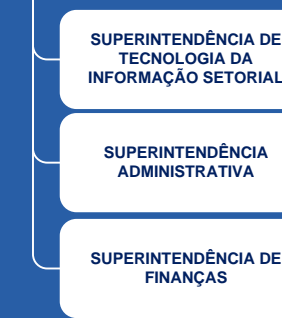 SUPERINTENDÊNCIA DE
TECNOLOGIA DA
INFORMAÇÃO SETORIAL
SUPERINTENDÊNCIA
ADMINISTRATIVA
SUPERINTENDÊNCIA DE
FINANÇAS